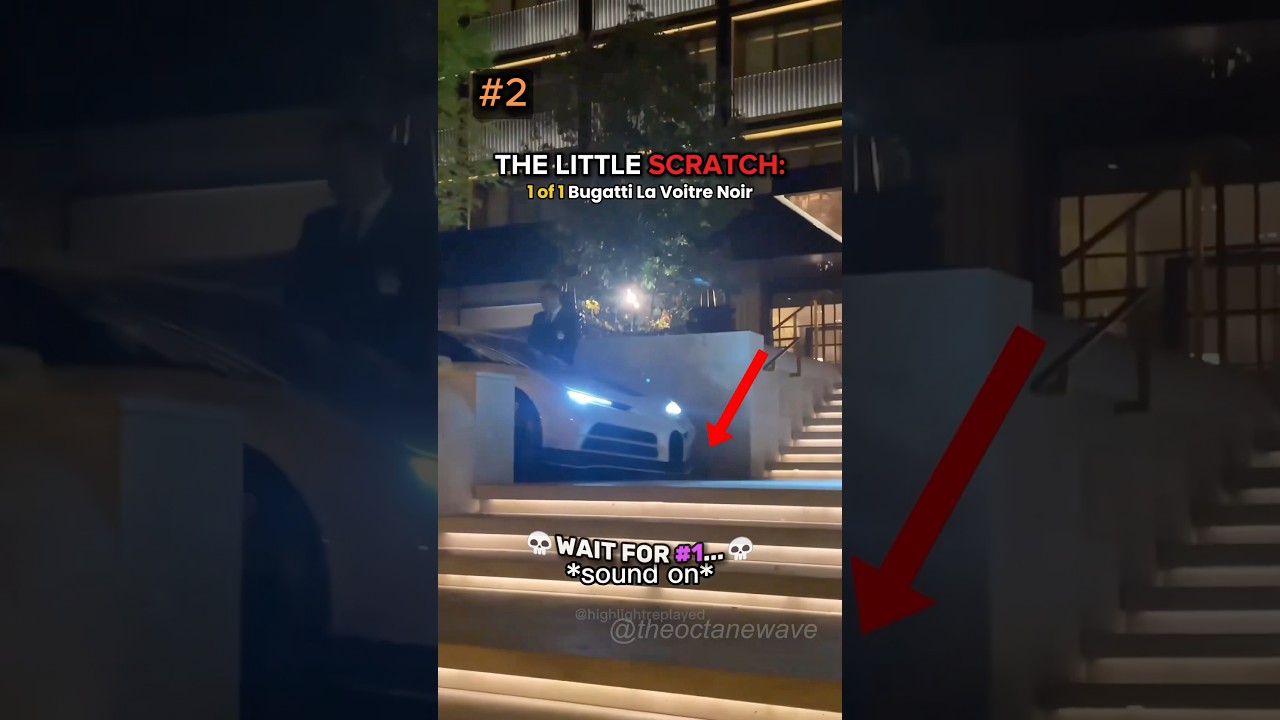 #2
THE LITTLE SCRATCH:
1 of 1 Bugatti La Voitre Noir
WAIT FOR #1...
*sound on*
@highlightreplayed
@theoctanewave